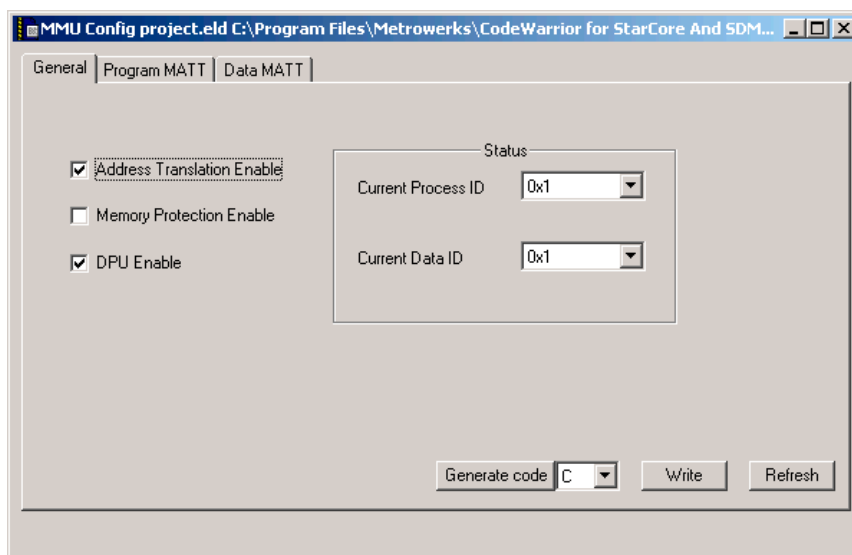 MMU Config project.eld C:\Program Files\Metrowerks\CodeWarrior for StarCore And SDM...
General Program MATT Data MATT
Status
Address Translation Enable
Current Process ID 0x1
Memory Protection Enable
DPU Enable
Current Data ID 0x1
Generate code C Write Refresh